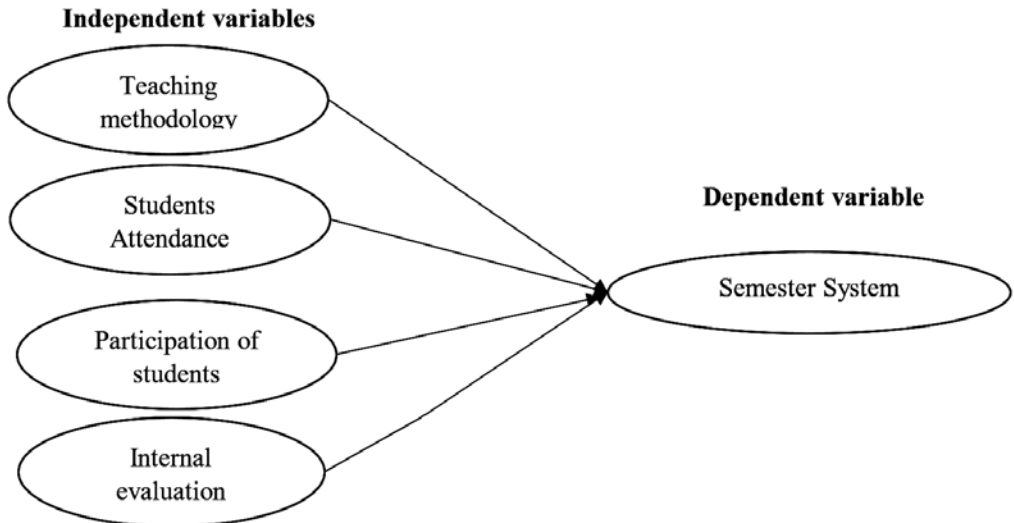 Independent variables
Teaching
methodology
Students
Attendance
Participation of
students
Internal
evaluation
Dependent variable
Semester System